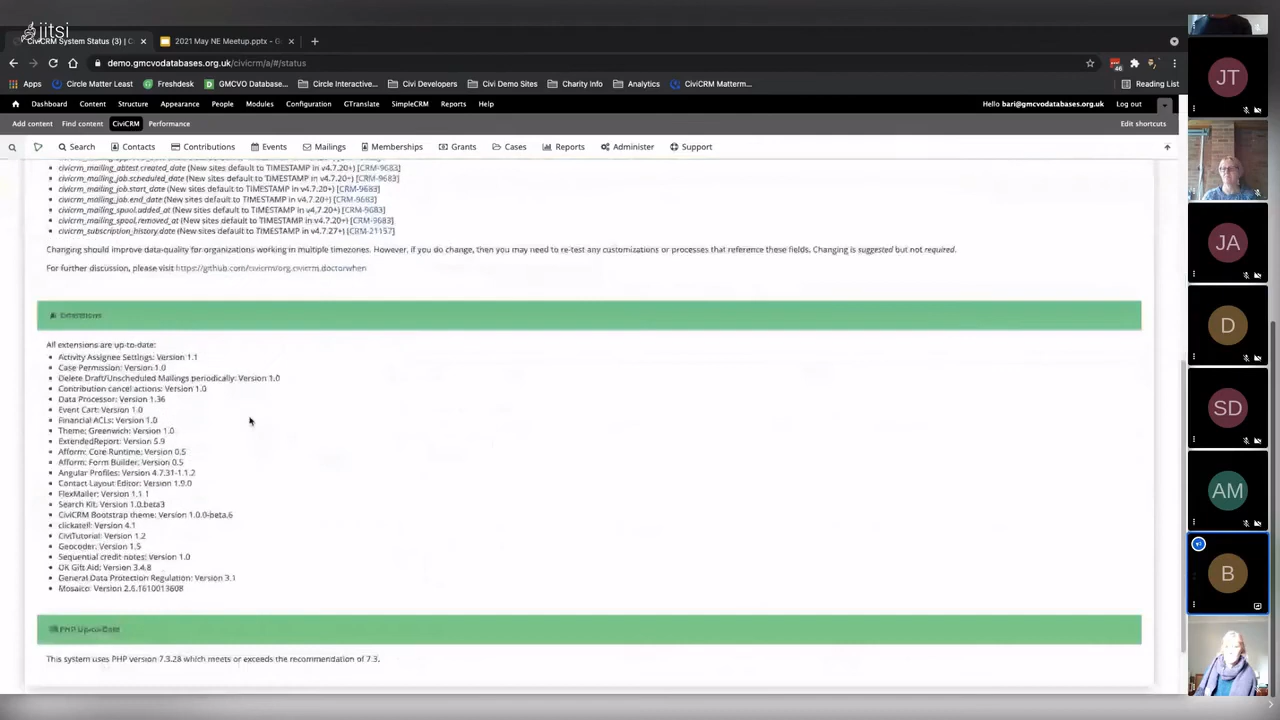 jitsi
CiviCRM System Status (3) | C
2021 May NE Meetup.pptx - G
demo.gmcvodatabases.org.uk/civicrm/a/#/status
Apps
Circle Matter List
Freshdesk
GMCVO Database...
Circle Interactive
Civi Developers
Civi Demo Sites
Charity Info
Analytics
CiviCRM Matterm...
Reading List
Dashboard Content Structure Appearance People Modules Configuration GTranslate SimpleCRM Reports Help
Hello bari@gmcvodatabases.org.uk Log out
Add content Find content CiviCRM Performance
Edit shortcuts
Search Contacts Contributions Events Mailings Memberships Grants Cases Reports Administer Support
civicrm_mailing_abtest.created_date (New sites default to TIMESTAMP in v4.7.20+) [CRM-9683]
civicrm_mailing_job.scheduled_date (New sites default to TIMESTAMP in v4.7.20+) [CRM-9683]
civicrm_mailing_job.start_date (New sites default to TIMESTAMP in v4.7.20+) [CRM-9683]
civicrm_mailing_job.end_date (New sites default to TIMESTAMP in v4.7.20+) [CRM-9683]
civicrm_mailing_spool.added_at (New sites default to TIMESTAMP in v4.7.20+) [CRM-9683]
civicrm_mailing_spool.removed_at (New sites default to TIMESTAMP in v4.7.20+) [CRM-9683]
civicrm_subscription_history.date (New sites default to TIMESTAMP in v4.7.27+) [CRM-21157]
Changing should improve data-quality for organizations working in multiple timezones. However, if you do change, then you may need to re-test any customizations or processes that reference these fields. Changing is suggested but not required.
For further discussion, please visit https://github.com/civicrm/org.civicrm.doctorwhen
Extensions
All extensions are up-to-date:
Activity Assignee Settings: Version 1.1
Case Permission: Version 1.0
Delete Draft/Unscheduled Mailings periodically: Version 1.0
Contribution cancel actions: Version 1.0
Data Processor: Version 1.36
Event Cart: Version 1.0
Financial ACLs: Version 1.0
Theme: Greenwich: Version 1.0
ExtendedReport: Version 5.9
Afform: Core Runtime: Version 0.5
Afform: Form Builder: Version 0.5
Angular Profiles: Version 4.7.31-1.1.2
Contact Layout Editor: Version 1.9.0
FlexMailer: Version 1.1.1
Search Kit: Version 1.0.beta3
CiviCRM Bootstrap theme: Version 1.0.0-beta.6
clickatell: Version 4.1
CiviTutorial: Version 1.2
Geocoder: Version 1.5
Sequential credit notes: Version 1.0
UK Gift Aid: Version 3.4.8
General Data Protection Regulation: Version 3.1
Mosaico: Version 2.6.1610013608
PHP Up-to-Date
This system uses PHP version 7.3.28 which meets or exceeds the recommendation of 7.3.
JT
JA
D
SD
AM
B